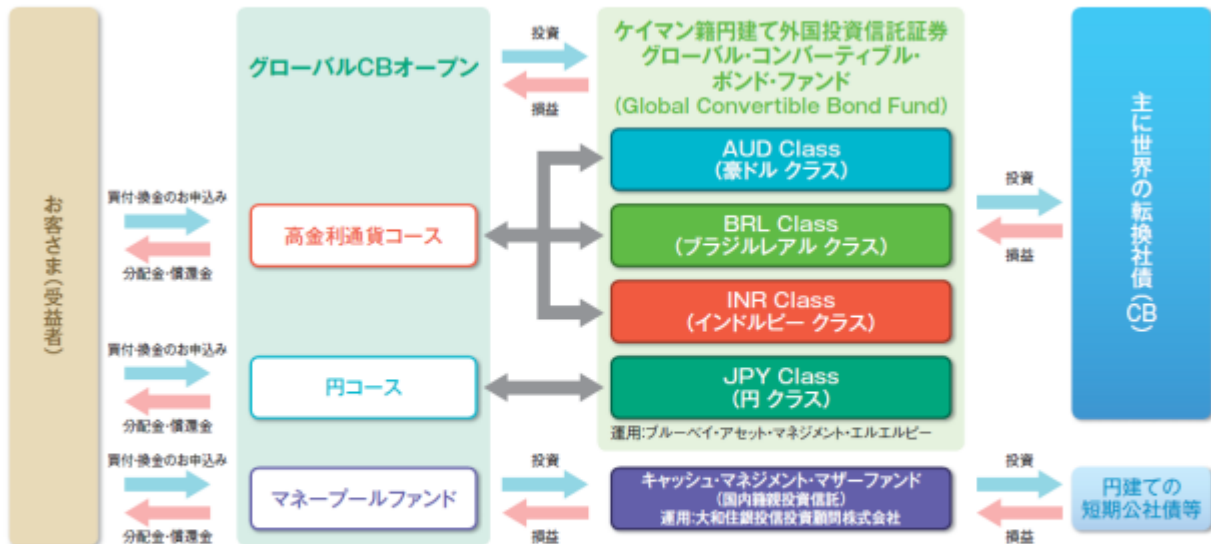 お客さま(受益者)
買付・換金のお申込み
分配金・償還金
買付・換金のお申込み
分配金・償還金
買付・換金のお申込み
分配金・償還金
グローバルCBオープン
高金利通貨コース
円コース
マネープールファンド
投資
損益
投資
損益
ケイマン籍円建て外国投資信託証券
グローバル・コンバーティブル・
ボンド・ファンド
(Global Convertible Bond Fund)
AUD Class
(豪ドル クラス)
BRL Class
(ブラジルレアル クラス)
INR Class
(インドルピー クラス)
JPY Class
(円 クラス)
運用:ブルーベイ・アセット・マネジメント・エルエルピー
キャッシュ・マネジメント・マザーファンド
(国内籍親投資信託)
運用:大和住銀投信投資顧問株式会社
投資
損益
投資
損益
主に世界の転換社債(CB)
円建ての
短期公社債等